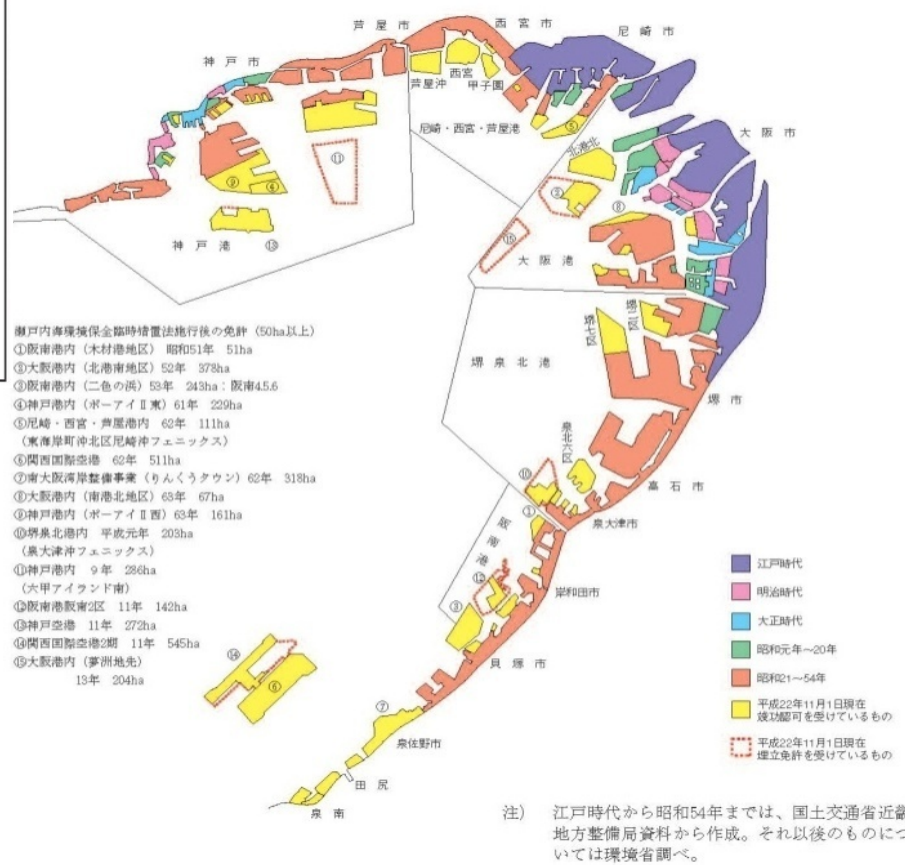 芦屋市
西宮市
尼崎市
神戸市
芦屋沖
西宮
甲子園
尼崎・西宮・芦屋港
⑤
大阪市
北港北
⑪
⑨
④
⑧
⑬
⑮
神戸港
大阪港
堺七区
堺泉北港
堺市
泉北六区
高石市
⑩
①
泉大津市
阪南港
⑫
岸和田市
③
貝塚市
⑭
⑥
⑦
泉佐野市
田尻
泉南
瀬戸内海環境保全臨時措置法施行後の免許（50ha以上）
①阪南港内（木材港地区） 昭和51年 51ha
大阪港内（北港南地区）52年 378ha
③阪南港内（二色の浜）53年 243ha：阪南4.5.6
④神戸港内（ポーアイⅡ東）61年 229ha
⑤尼崎・西宮・芦屋港内 62年 111ha
（東海岸町沖北区尼崎沖フェニックス）
⑥関西国際空港 62年 511ha
⑦南大阪湾岸整備事業（りんくうタウン）62年 318ha
⑧大阪港内（南港北地区）63年 67ha
⑨神戸港内（ポーアイⅡ西）63年 161ha
⑩堺泉北港内 平成元年 203ha
（泉大津沖フェニックス）
⑪神戸港内 9年 286ha
（六甲アイランド南）
⑫阪南港阪南2区 11年 142ha
⑬神戸空港 11年 272ha
⑭関西国際空港2期 11年 545ha
⑮大阪港内（夢洲地先）
13年 204ha
江戸時代
明治時代
大正時代
昭和元年～20年
昭和21～54年
平成22年11月1日現在
竣功認可を受けているもの
平成22年11月1日現在
埋立免許を受けているもの
注） 江戸時代から昭和54年までは、国土交通省近畿
地方整備局資料から作成。それ以後のものにつ
いては環境省調べ。